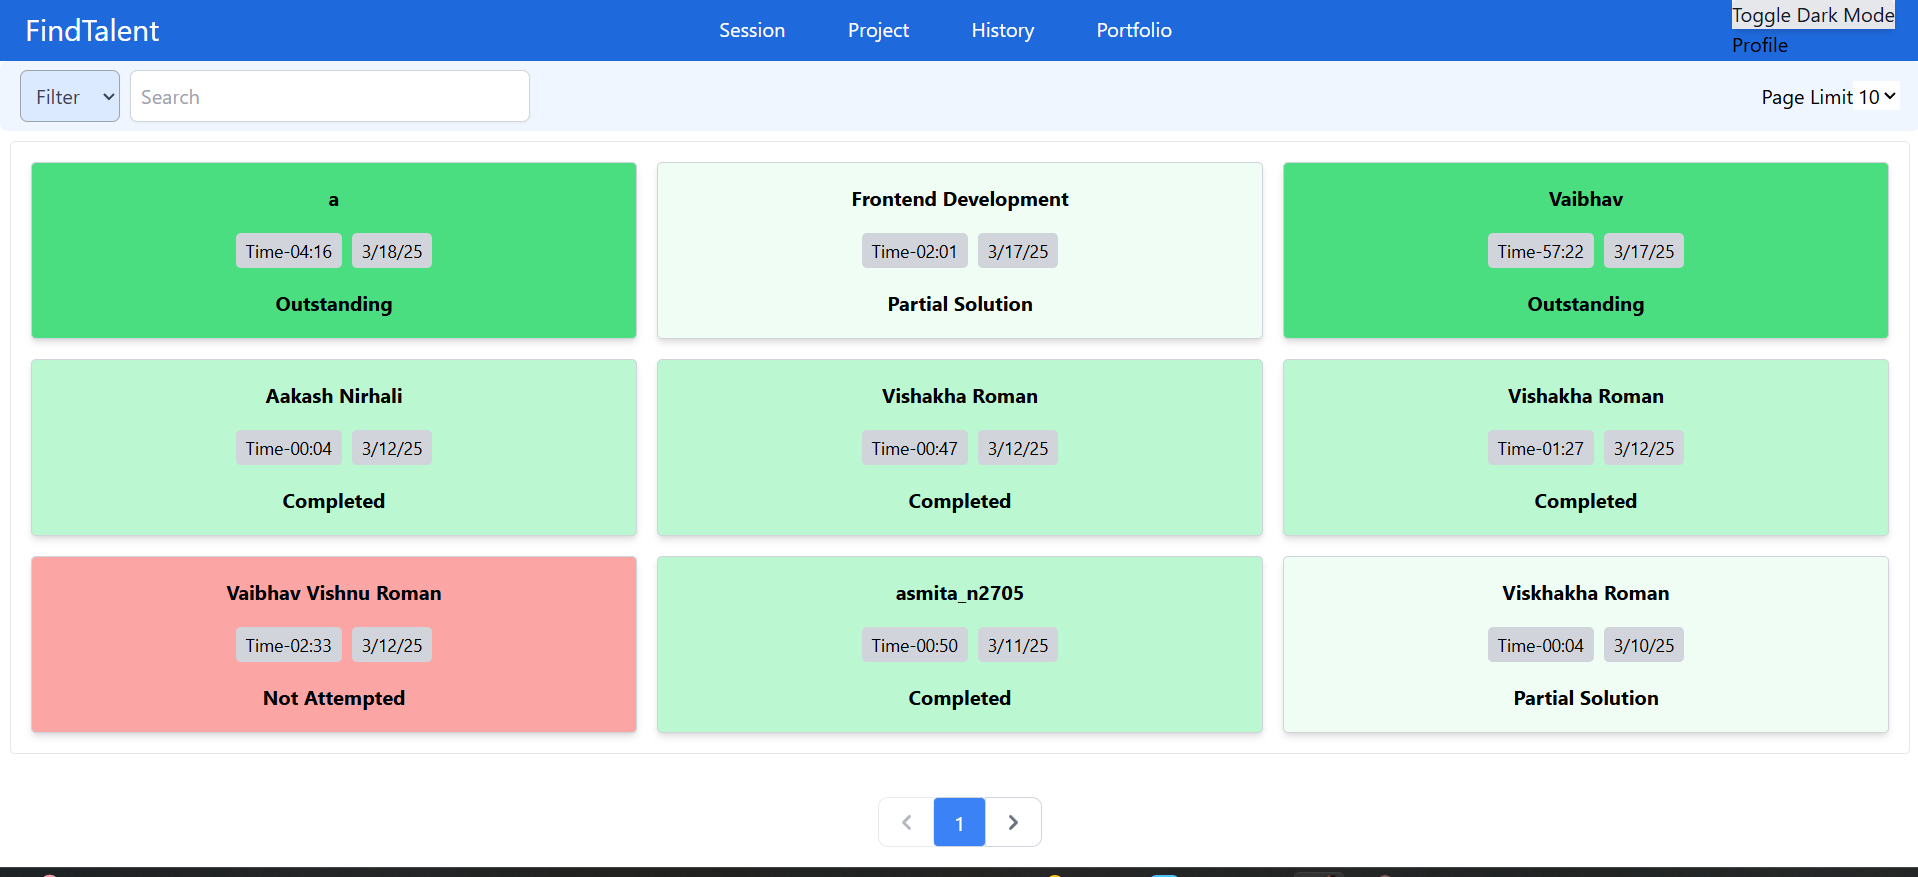 FindTalent
Session
Project
History
Portfolio
Toggle Dark Mode
Profile
Filter
Search
Page Limit 10
a
Time-04:16 3/18/25
Outstanding
Frontend Development
Time-02:01 3/17/25
Partial Solution
Vaibhav
Time-57:22 3/17/25
Outstanding
Aakash Nirhali
Time-00:04 3/12/25
Completed
Vishakha Roman
Time-00:47 3/12/25
Completed
Vishakha Roman
Time-01:27 3/12/25
Completed
Vaibhav Vishnu Roman
Time-02:33 3/12/25
Not Attempted
asmita_n2705
Time-00:50 3/11/25
Completed
Viskhakha Roman
Time-00:04 3/10/25
Partial Solution
1